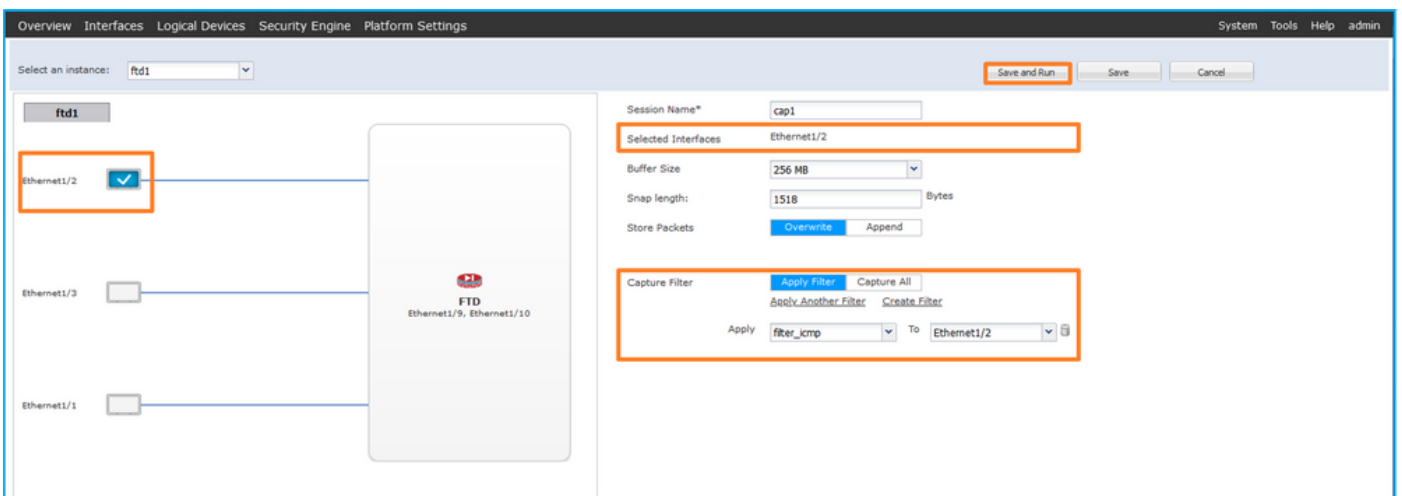 Overview Interfaces Logical Devices Security Engine Platform Settings System Tools Help admin
Select an instance: ftd1 Save and Run Save Cancel
ftd1
Ethernet1/2
Ethernet1/3
Ethernet1/1
FTD
Ethernet1/9, Ethernet1/10
Session Name* cap1
Selected Interfaces Ethernet1/2
Buffer Size 256 MB
Snap length: 1518 Bytes
Store Packets Overwrite Append
Capture Filter Apply Filter Capture All
Apply Another Filter Create Filter
Apply filter_icmp To Ethernet1/2